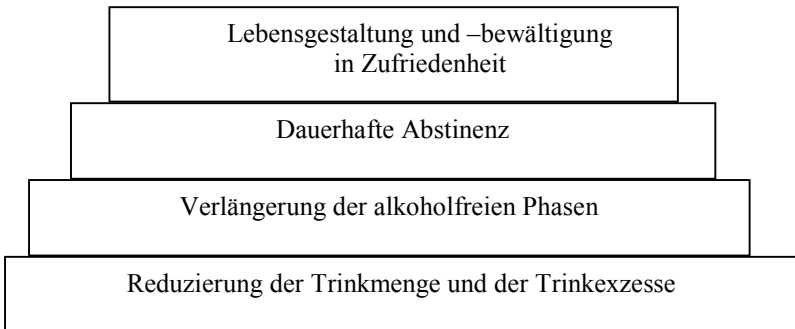 Lebensgestaltung und –bewältigung
in Zufriedenheit
Dauerhafte Abstinenz
Verlängerung der alkoholfreien Phasen
Reduzierung der Trinkmenge und der Trinkexzesse